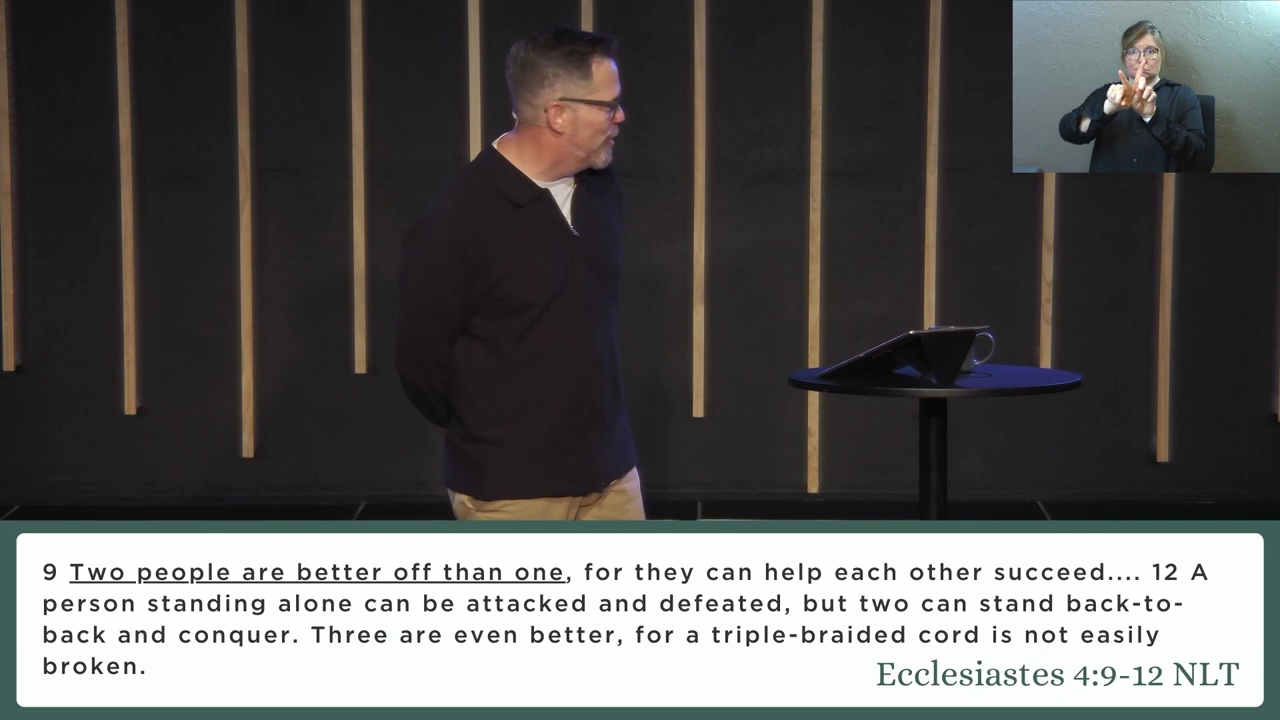 9 Two people are better off than one, for they can help each other succeed.... 12 A
person standing alone can be attacked and defeated, but two can stand back-to-
back and conquer. Three are even better, for a triple-braided cord is not easily
broken.
Ecclesiastes 4:9-12 NLT